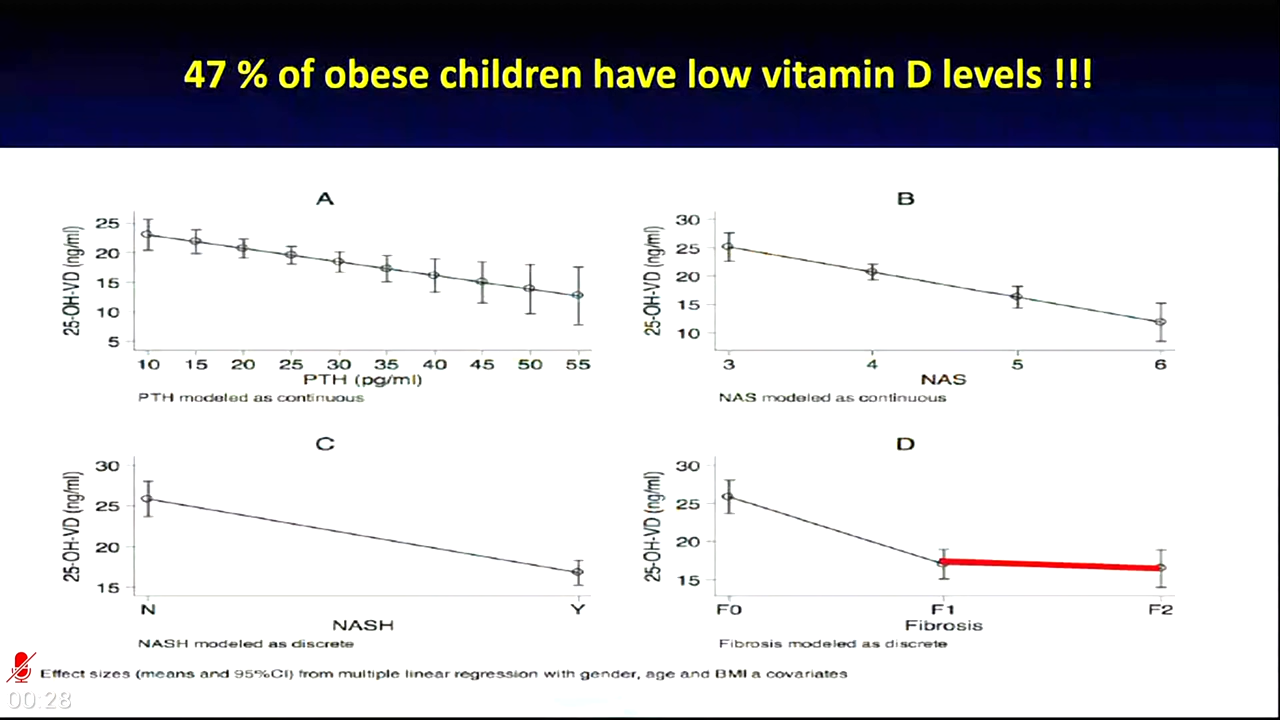 47 % of obese children have low vitamin D levels !!!
A
25-OH-VD (ng/ml)
25
20
15
10
5
10 15 20 25 30 35 40 45 50 55
PTH (pg/ml)
PTH modeled as continuous
B
25-OH-VD (ng/ml)
30
25
20
15
10
3 4 5 6
NAS
NAS modeled as continuous
C
25-OH-VD (ng/ml)
30
25
20
15
N Y
NASH
NASH modeled as discrete
D
25-OH-VD (ng/ml)
30
25
20
15
F0 F1 F2
Fibrosis
Fibrosis modeled as discrete
Effect sizes (means and 95%CI) from multiple linear regression with gender, age and BMI a covariates
00:28